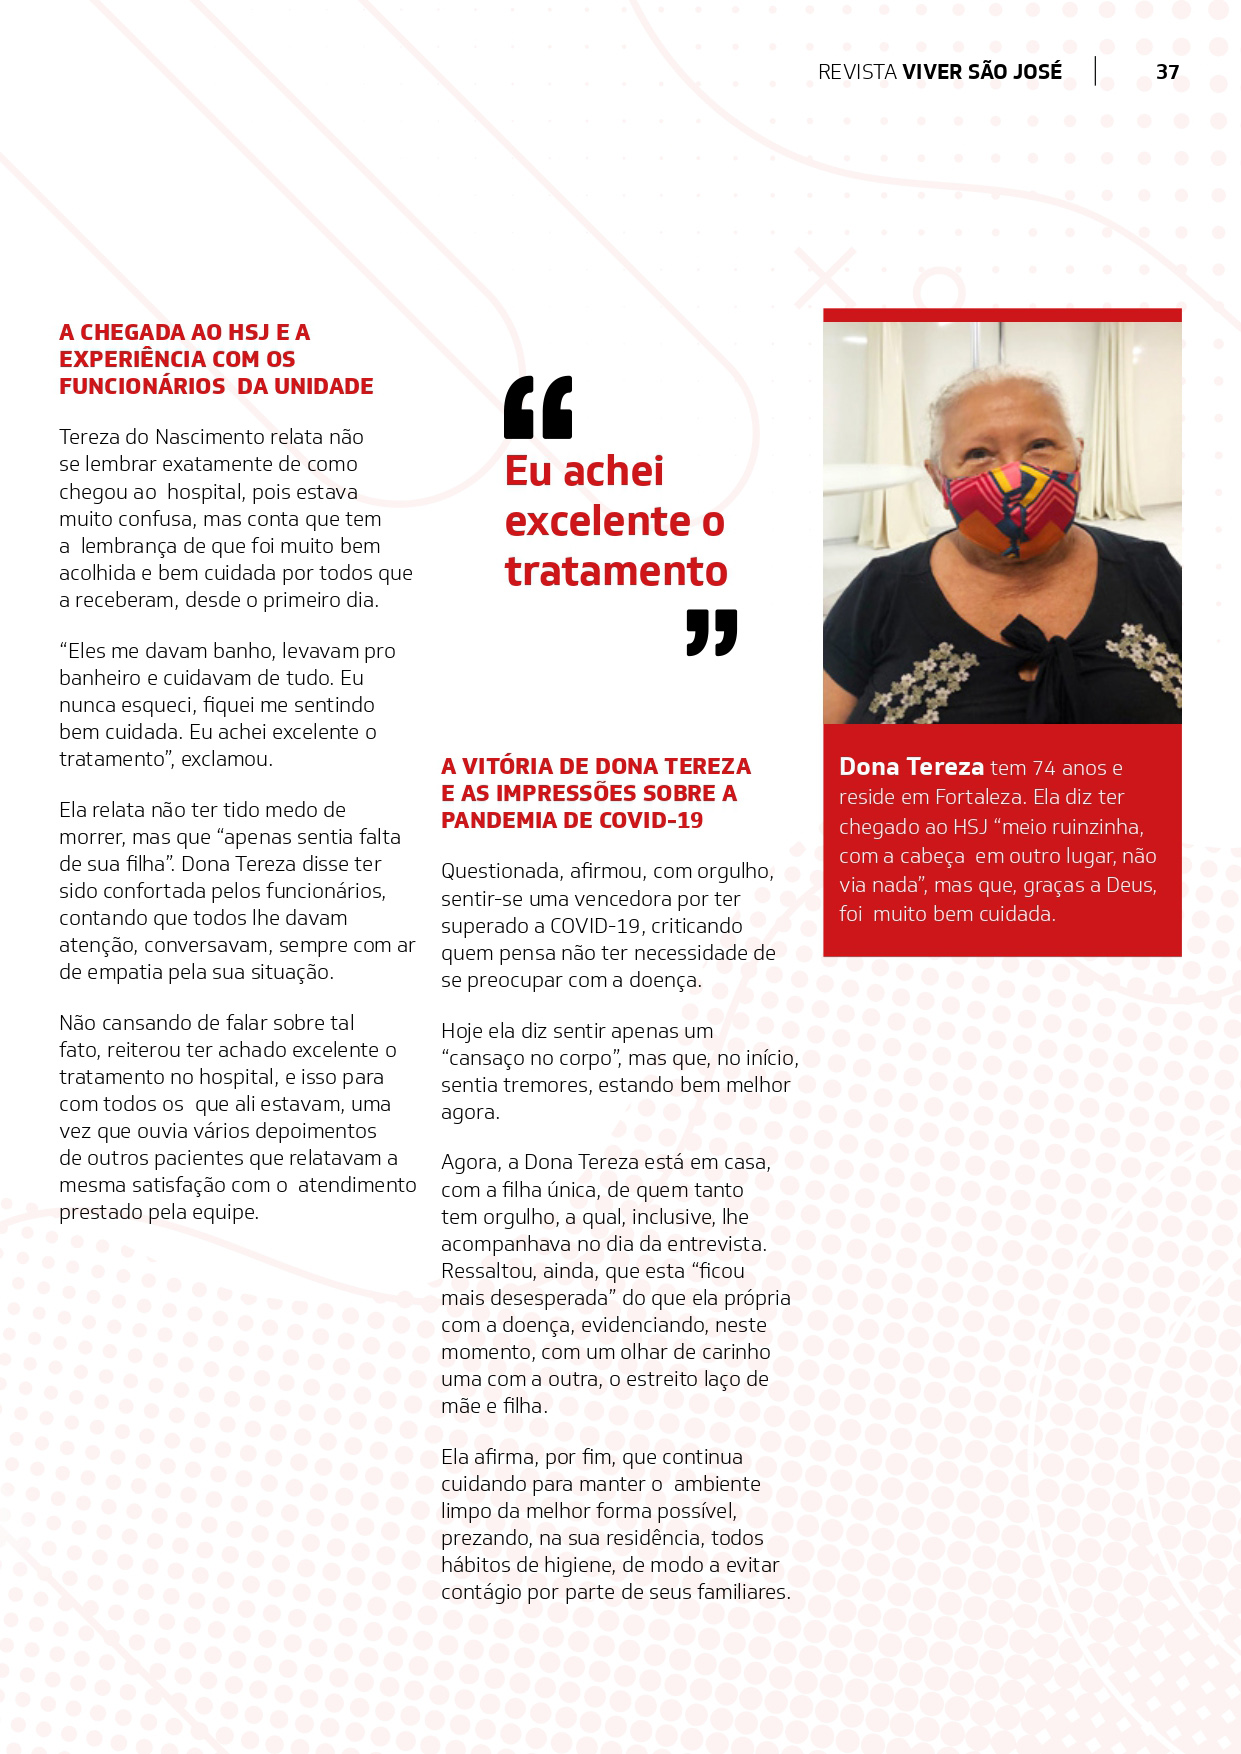 REVISTA VIVER SÃO JOSÉ 37
A CHEGADA AO HSJ E A
EXPERIÊNCIA COM OS
FUNCIONÁRIOS DA UNIDADE
Tereza do Nascimento relata não
se lembrar exatamente de como
chegou ao hospital, pois estava
muito confusa, mas conta que tem
a lembrança de que foi muito bem
acolhida e bem cuidada por todos que
a receberam, desde o primeiro dia.
“Eles me davam banho, levavam pro
banheiro e cuidavam de tudo. Eu
nunca esqueci, fiquei me sentindo
bem cuidada. Eu achei excelente o
tratamento”, exclamou.
Ela relata não ter tido medo de
morrer, mas que “apenas sentia falta
de sua filha”. Dona Tereza disse ter
sido confortada pelos funcionários,
contando que todos lhe davam
atenção, conversavam, sempre com ar
de empatia pela sua situação.
Não cansando de falar sobre tal
fato, reiterou ter achado excelente o
tratamento no hospital, e isso para
com todos os que ali estavam, uma
vez que ouvia vários depoimentos
de outros pacientes que relatavam a
mesma satisfação com o atendimento
prestado pela equipe.
“
Eu achei
excelente o
tratamento
”
A VITÓRIA DE DONA TEREZA
E AS IMPRESSÕES SOBRE A
PANDEMIA DE COVID-19
Questionada, afirmou, com orgulho,
sentir-se uma vencedora por ter
superado a COVID-19, criticando
quem pensa não ter necessidade de
se preocupar com a doença.
Hoje ela diz sentir apenas um
“cansaço no corpo”, mas que, no início,
sentia tremores, estando bem melhor
agora.
Agora, a Dona Tereza está em casa,
com a filha única, de quem tanto
tem orgulho, a qual, inclusive, lhe
acompanhava no dia da entrevista.
Ressaltou, ainda, que esta “ficou
mais desesperada” do que ela própria
com a doença, evidenciando, neste
momento, com um olhar de carinho
uma com a outra, o estreito laço de
mãe e filha.
Ela afirma, por fim, que continua
cuidando para manter o ambiente
limpo da melhor forma possível,
prezando, na sua residência, todos
hábitos de higiene, de modo a evitar
contágio por parte de seus familiares.
Dona Tereza tem 74 anos e
reside em Fortaleza. Ela diz ter
chegado ao HSJ “meio ruinzinha,
com a cabeça em outro lugar, não
via nada”, mas que, graças a Deus,
foi muito bem cuidada.